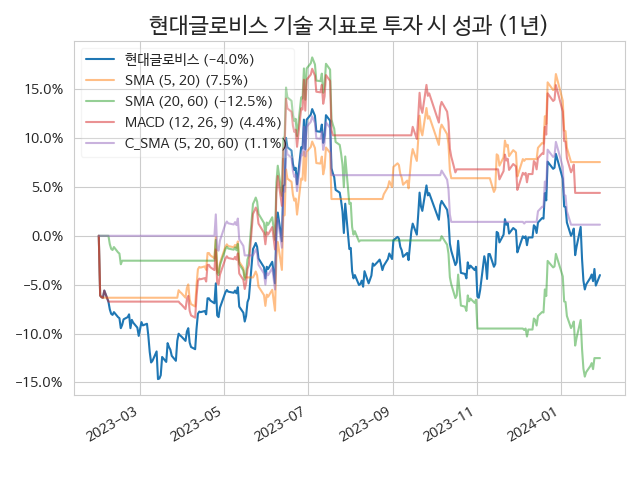 현대글로비스 기술 지표로 투자 시 성과 (1년)
현대글로비스 (−4.0%)
SMA (5, 20) (7.5%)
SMA (20, 60) (−12.5%)
MACD (12, 26, 9) (4.4%)
C_SMA (5, 20, 60) (1.1%)
15.0%
10.0%
5.0%
0.0%
−5.0%
−10.0%
−15.0%
2023-03
2023-05
2023-07
2023-09
2023-11
2024-01